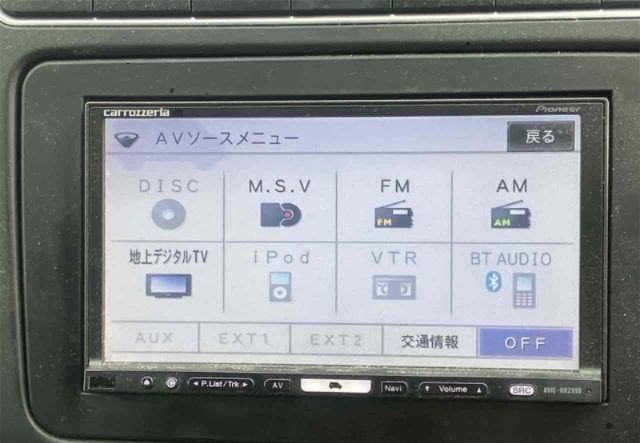 carrozzeria
Pioneer
AVソースメニュー
戻る
DISC
M.S.V
FM
AM
FM
AM
地上デジタルTV
iPod
VTR
BT AUDIO
AUX
EXT1
EXT2
交通情報
OFF
P.List/Trk.
AV
Navi
Volume
SRC